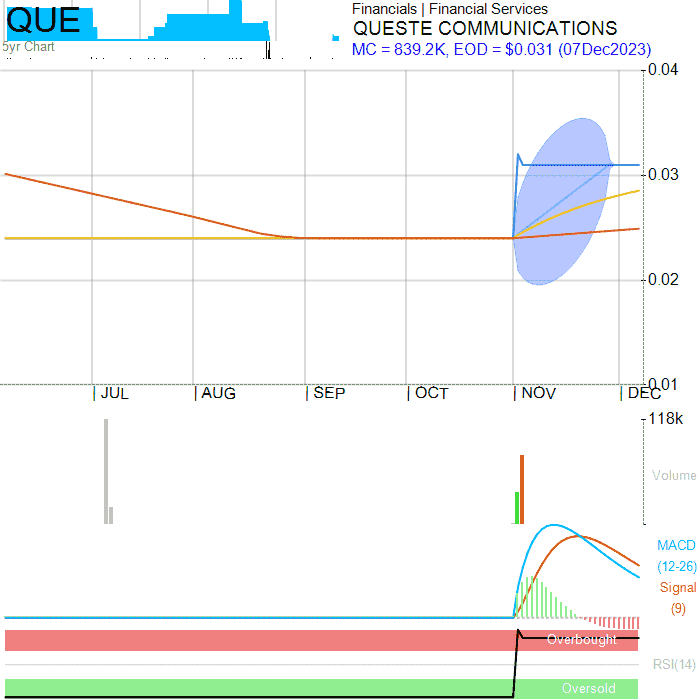 QUE
5yr Chart
Financials | Financial Services
QUESTE COMMUNICATIONS
MC = 839.2K, EOD = $0.031 (07Dec2023)
0.04
0.03
0.02
0.01
| JUL | AUG | SEP | OCT | NOV | DEC
118k
Volume
MACD
(12-26)
Signal
(9)
Overbought
RSI(14)
Oversold